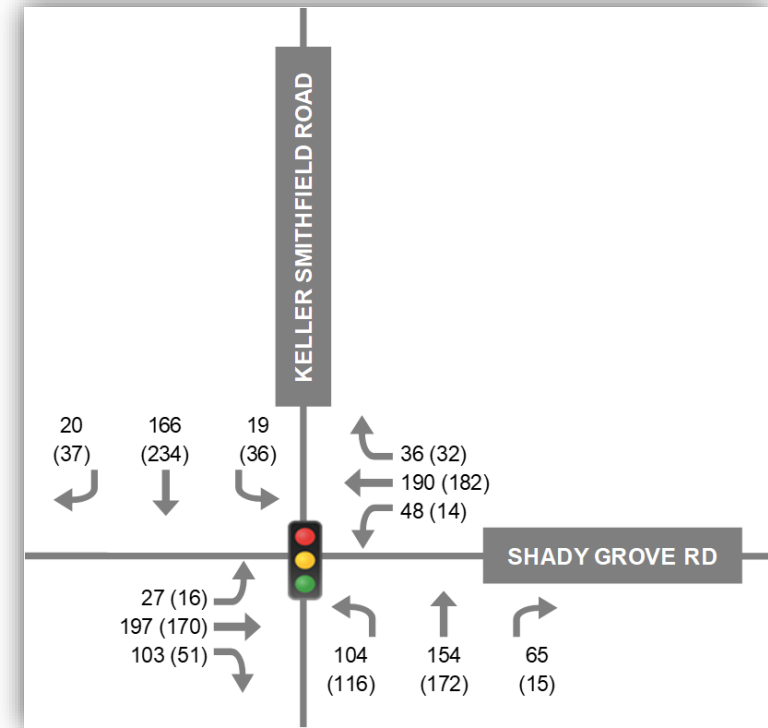 KELLER SMITHFIELD ROAD
20 166 19
(37) (234) (36)
36 (32)
190 (182)
48 (14)
SHADY GROVE RD
27 (16)
197 (170)
103 (51)
104 154 65
(116) (172) (15)